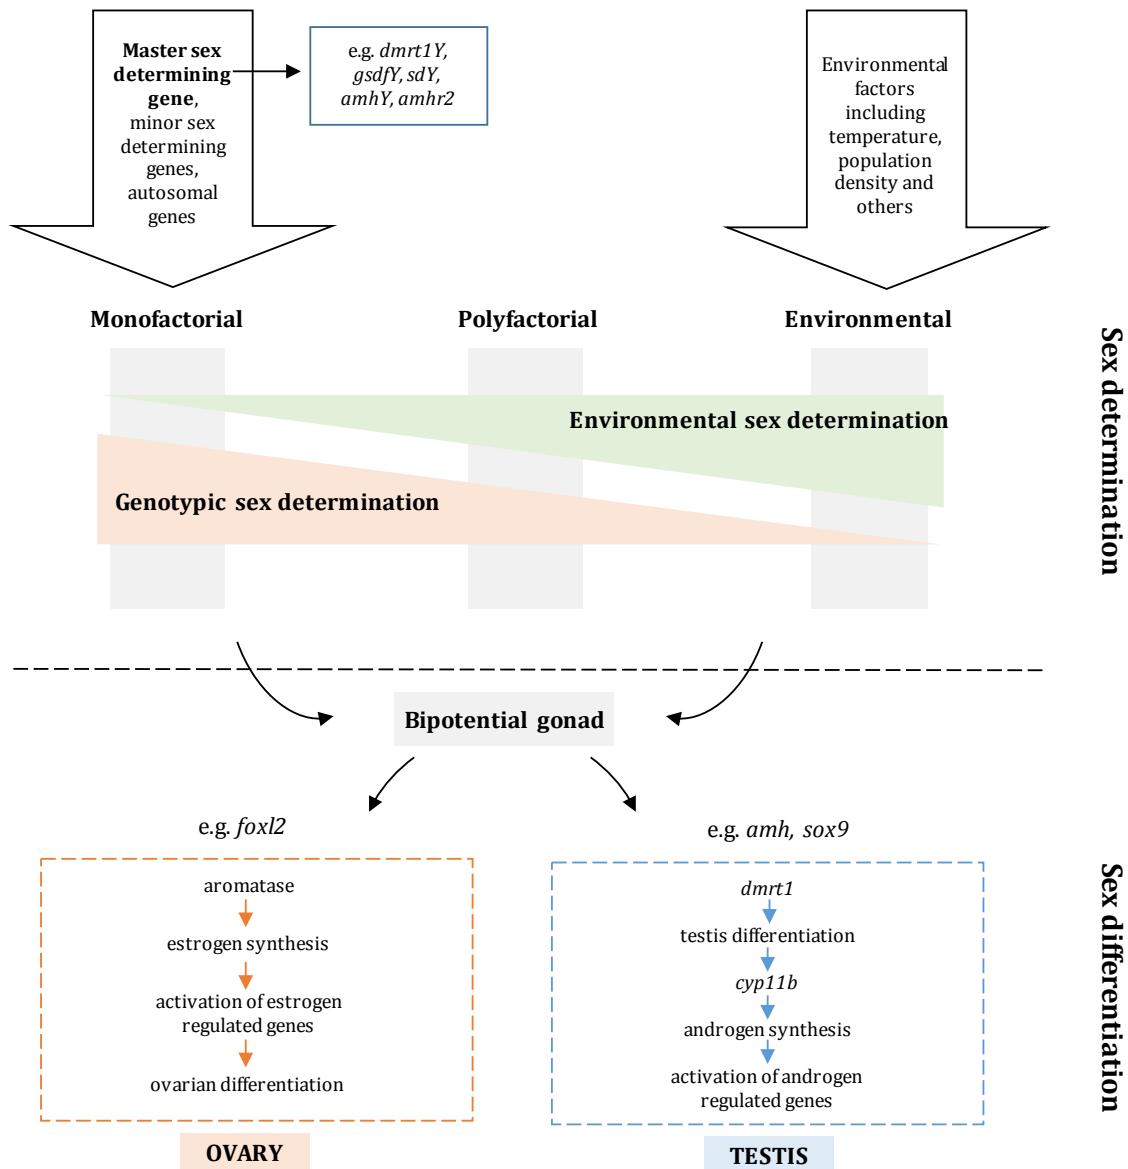 Master sex
determining
gene,
minor sex
determining
genes,
autosomal
genes
e.g. dmrt1Y,
gsdfY, sdY,
amhY, amhr2
Environmental
factors
including
temperature,
population
density and
others
Monofactorial
Polyfactorial
Environmental
Sex determination
Environmental sex determination
Genotypic sex determination
Bipotential gonad
e.g. foxl2
e.g. amh, sox9
Sex differentiation
aromatase
estrogen synthesis
activation of estrogen
regulated genes
ovarian differentiation
OVARY
dmrt1
testis differentiation
cyp11b
androgen synthesis
activation of androgen
regulated genes
TESTIS